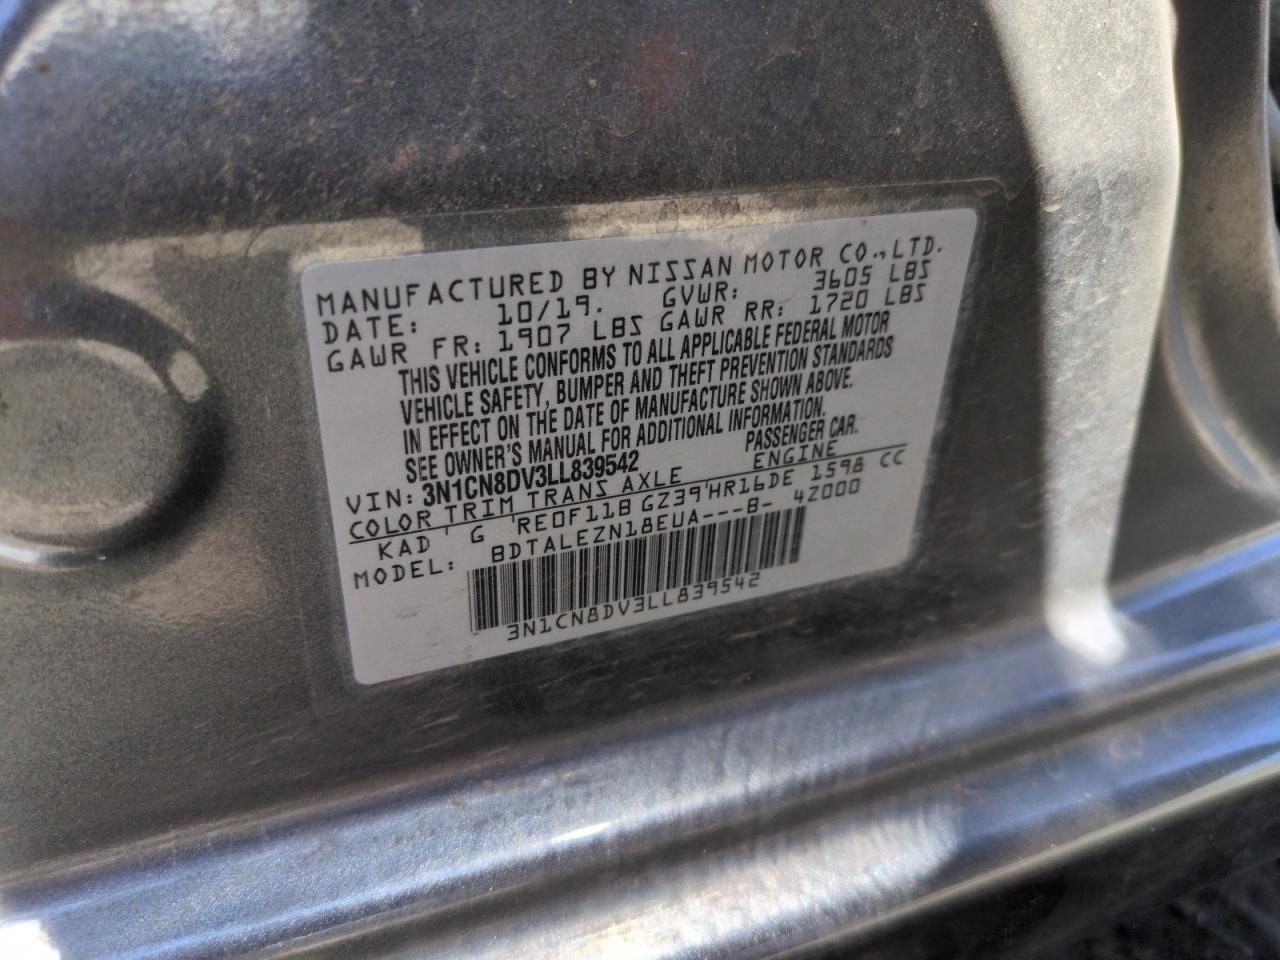 MANUFACTURED BY NISSAN MOTOR CO.,LTD.
DATE: 10/19. GVWR: 3605 LBS
GAWR FR: 1907 LBS GAWR RR: 1720 LBS
THIS VEHICLE CONFORMS TO ALL APPLICABLE FEDERAL MOTOR
VEHICLE SAFETY, BUMPER AND THEFT PREVENTION STANDARDS
IN EFFECT ON THE DATE OF MANUFACTURE SHOWN ABOVE.
SEE OWNER'S MANUAL FOR ADDITIONAL INFORMATION.
VIN: 3N1CN8DV3LL839542 PASSENGER CAR.
COLOR TRIM TRANS AXLE ENGINE
KAD ' G 'RE0F11B GZ39'HR16DE 1598 CC
MODEL: BDTALEZN18EUA---B- 4Z000
3N1CN8DV3LL839542